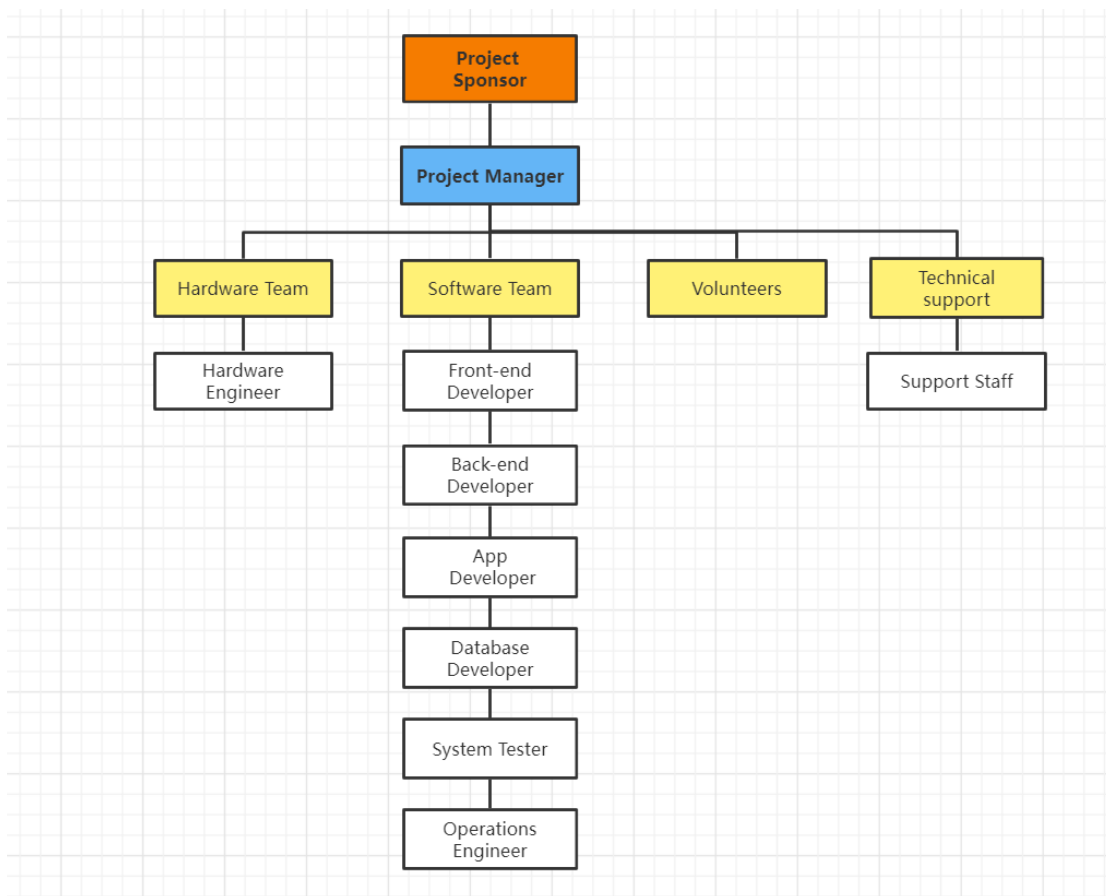 Project
Sponsor
Project Manager
Hardware Team
Software Team
Volunteers
Technical
support
Hardware
Engineer
Front-end
Developer
Support Staff
Back-end
Developer
App
Developer
Database
Developer
System Tester
Operations
Engineer